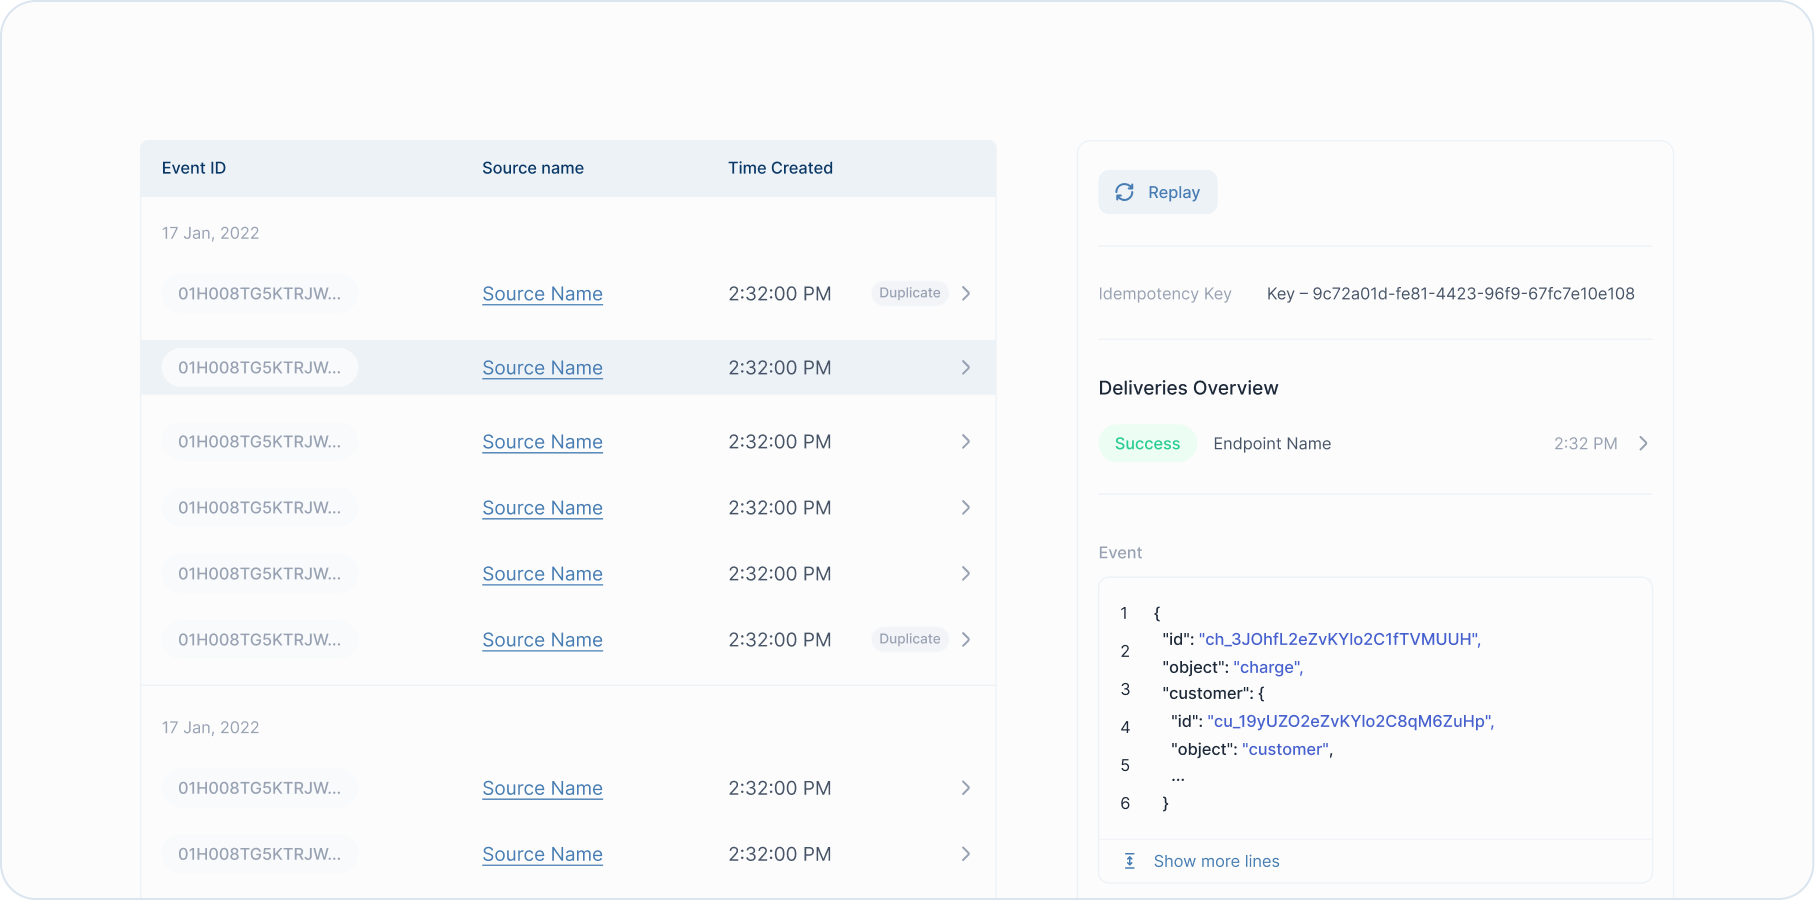 Event ID Source name Time Created
17 Jan, 2022
01H008TG5KTRJW... Source Name 2:32:00 PM Duplicate
01H008TG5KTRJW... Source Name 2:32:00 PM
01H008TG5KTRJW... Source Name 2:32:00 PM
01H008TG5KTRJW... Source Name 2:32:00 PM
01H008TG5KTRJW... Source Name 2:32:00 PM
01H008TG5KTRJW... Source Name 2:32:00 PM Duplicate
17 Jan, 2022
01H008TG5KTRJW... Source Name 2:32:00 PM
01H008TG5KTRJW... Source Name 2:32:00 PM
Replay
Idempotency Key Key – 9c72a01d-fe81-4423-96f9-67fc7e10e108
Deliveries Overview
Success Endpoint Name 2:32 PM
Event
1 {
"id": "ch_3JOhfL2eZvKYlo2C1fTVMUUH",
2
"object": "charge",
3 "customer": {
4 "id": "cu_19yUZO2eZvKYlo2C8qM6ZuHp",
"object": "customer",
5
...
6 }
Show more lines